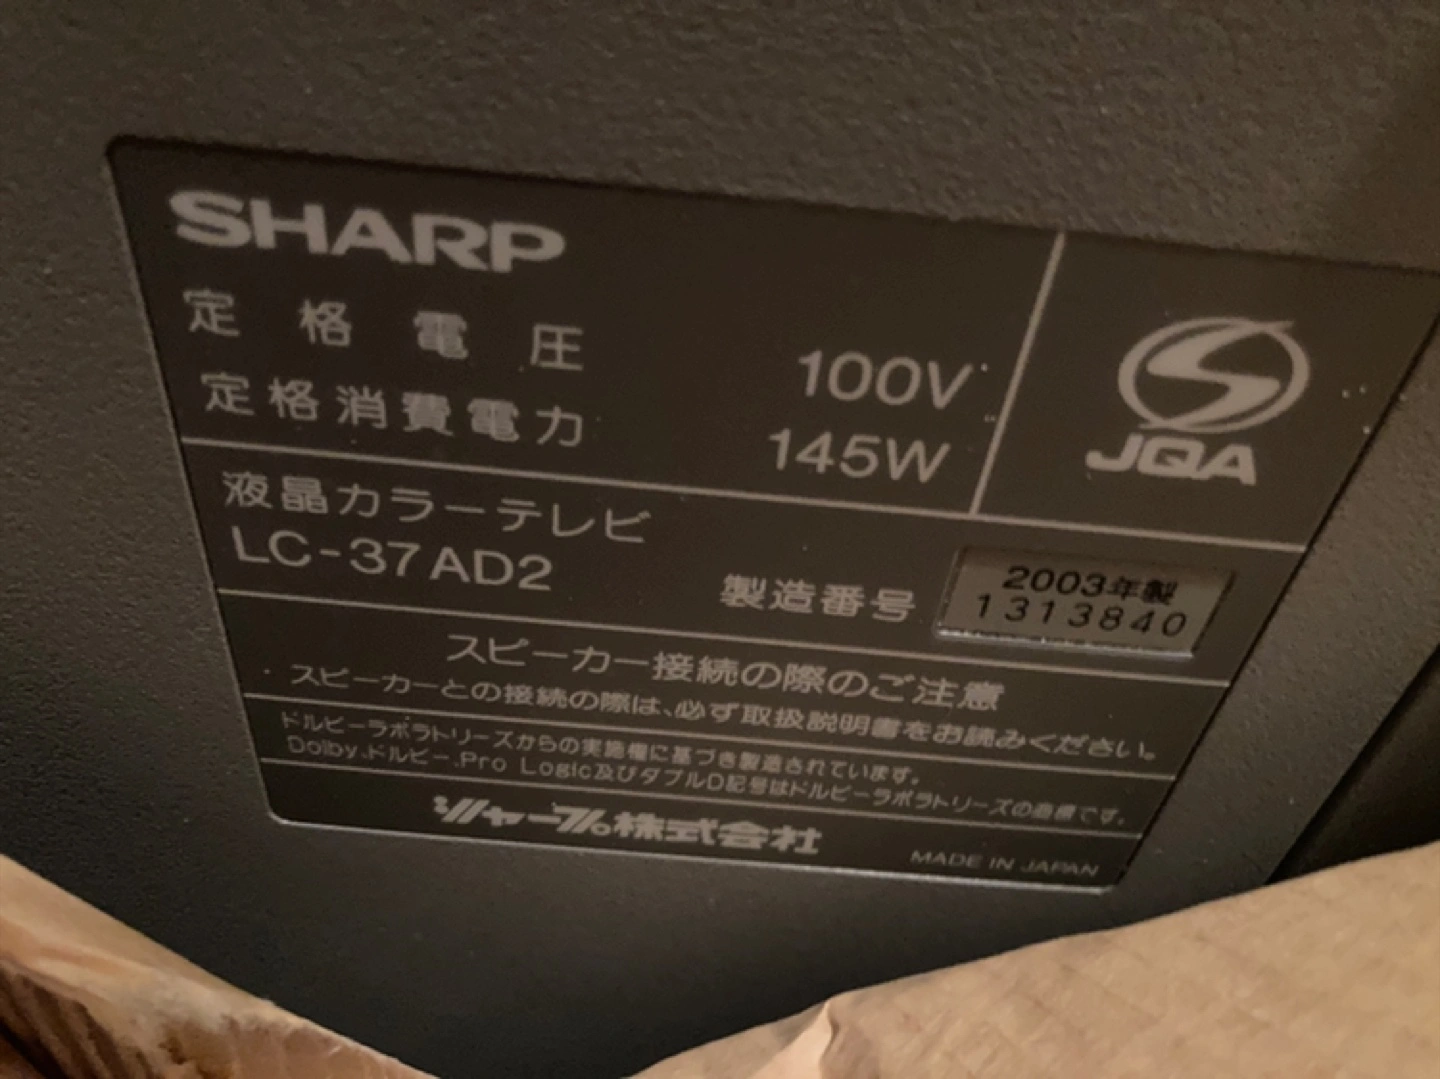 SHARP
定格電圧 100V
定格消費電力 145W
JQA
液晶カラーテレビ
LC-37AD2
製造番号 2003年製
1313840
スピーカー接続の際のご注意
・スピーカーとの接続の際は、必ず取扱説明書をお読みください。
ドルビーラボラトリーズからの実施権に基づき製造されています。
Dolby、ドルビー、Pro Logic及びダブルD記号はドルビーラボラトリーズの商標です。
シャープ株式会社
MADE IN JAPAN